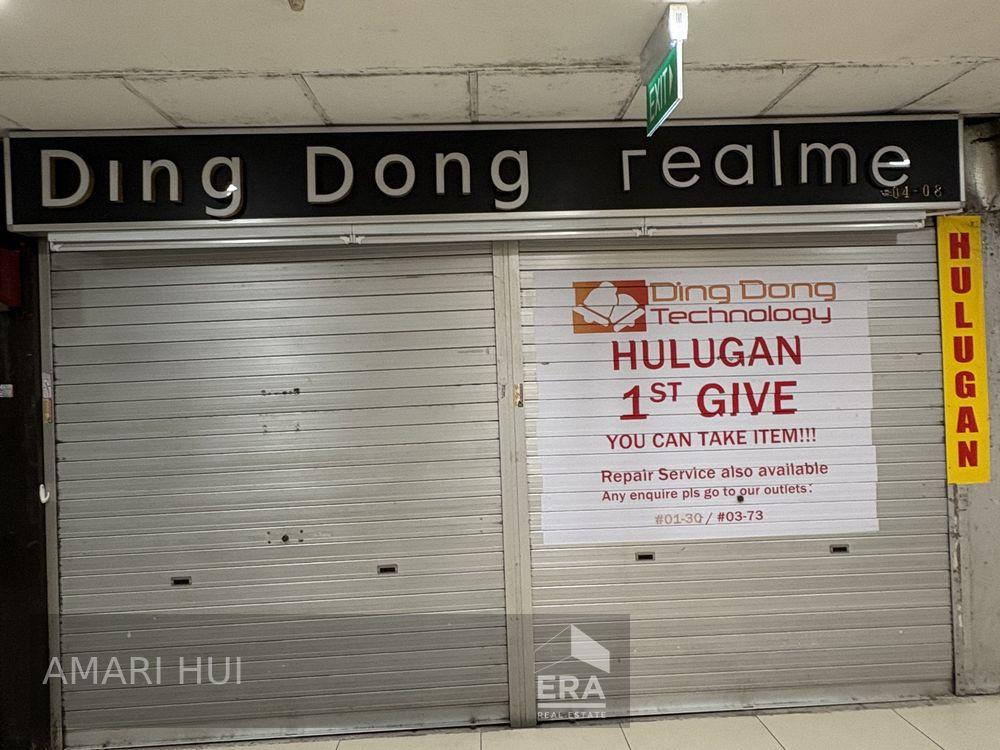 EXIT
Ding Dong realme
04-08
HULUGAN
Ding Dong
Technology
HULUGAN
1ST GIVE
YOU CAN TAKE ITEM!!!
Repair Service also available
Any enquire pls go to our outlets:
#01-30 / #03-73
AMARI HUI
ERA
REAL ESTATE